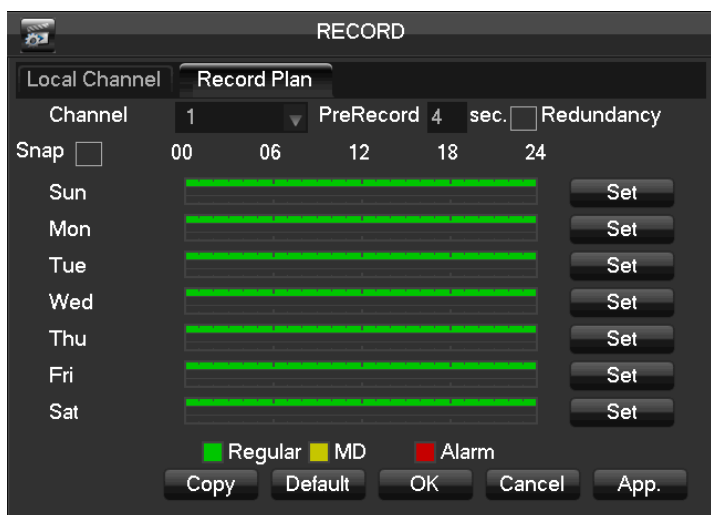 RECORD
Local Channel Record Plan
Channel 1 PreRecord 4 sec. Redundancy
Snap 00 06 12 18 24
Sun Set
Mon Set
Tue Set
Wed Set
Thu Set
Fri Set
Sat Set
Regular MD Alarm
Copy Default OK Cancel App.